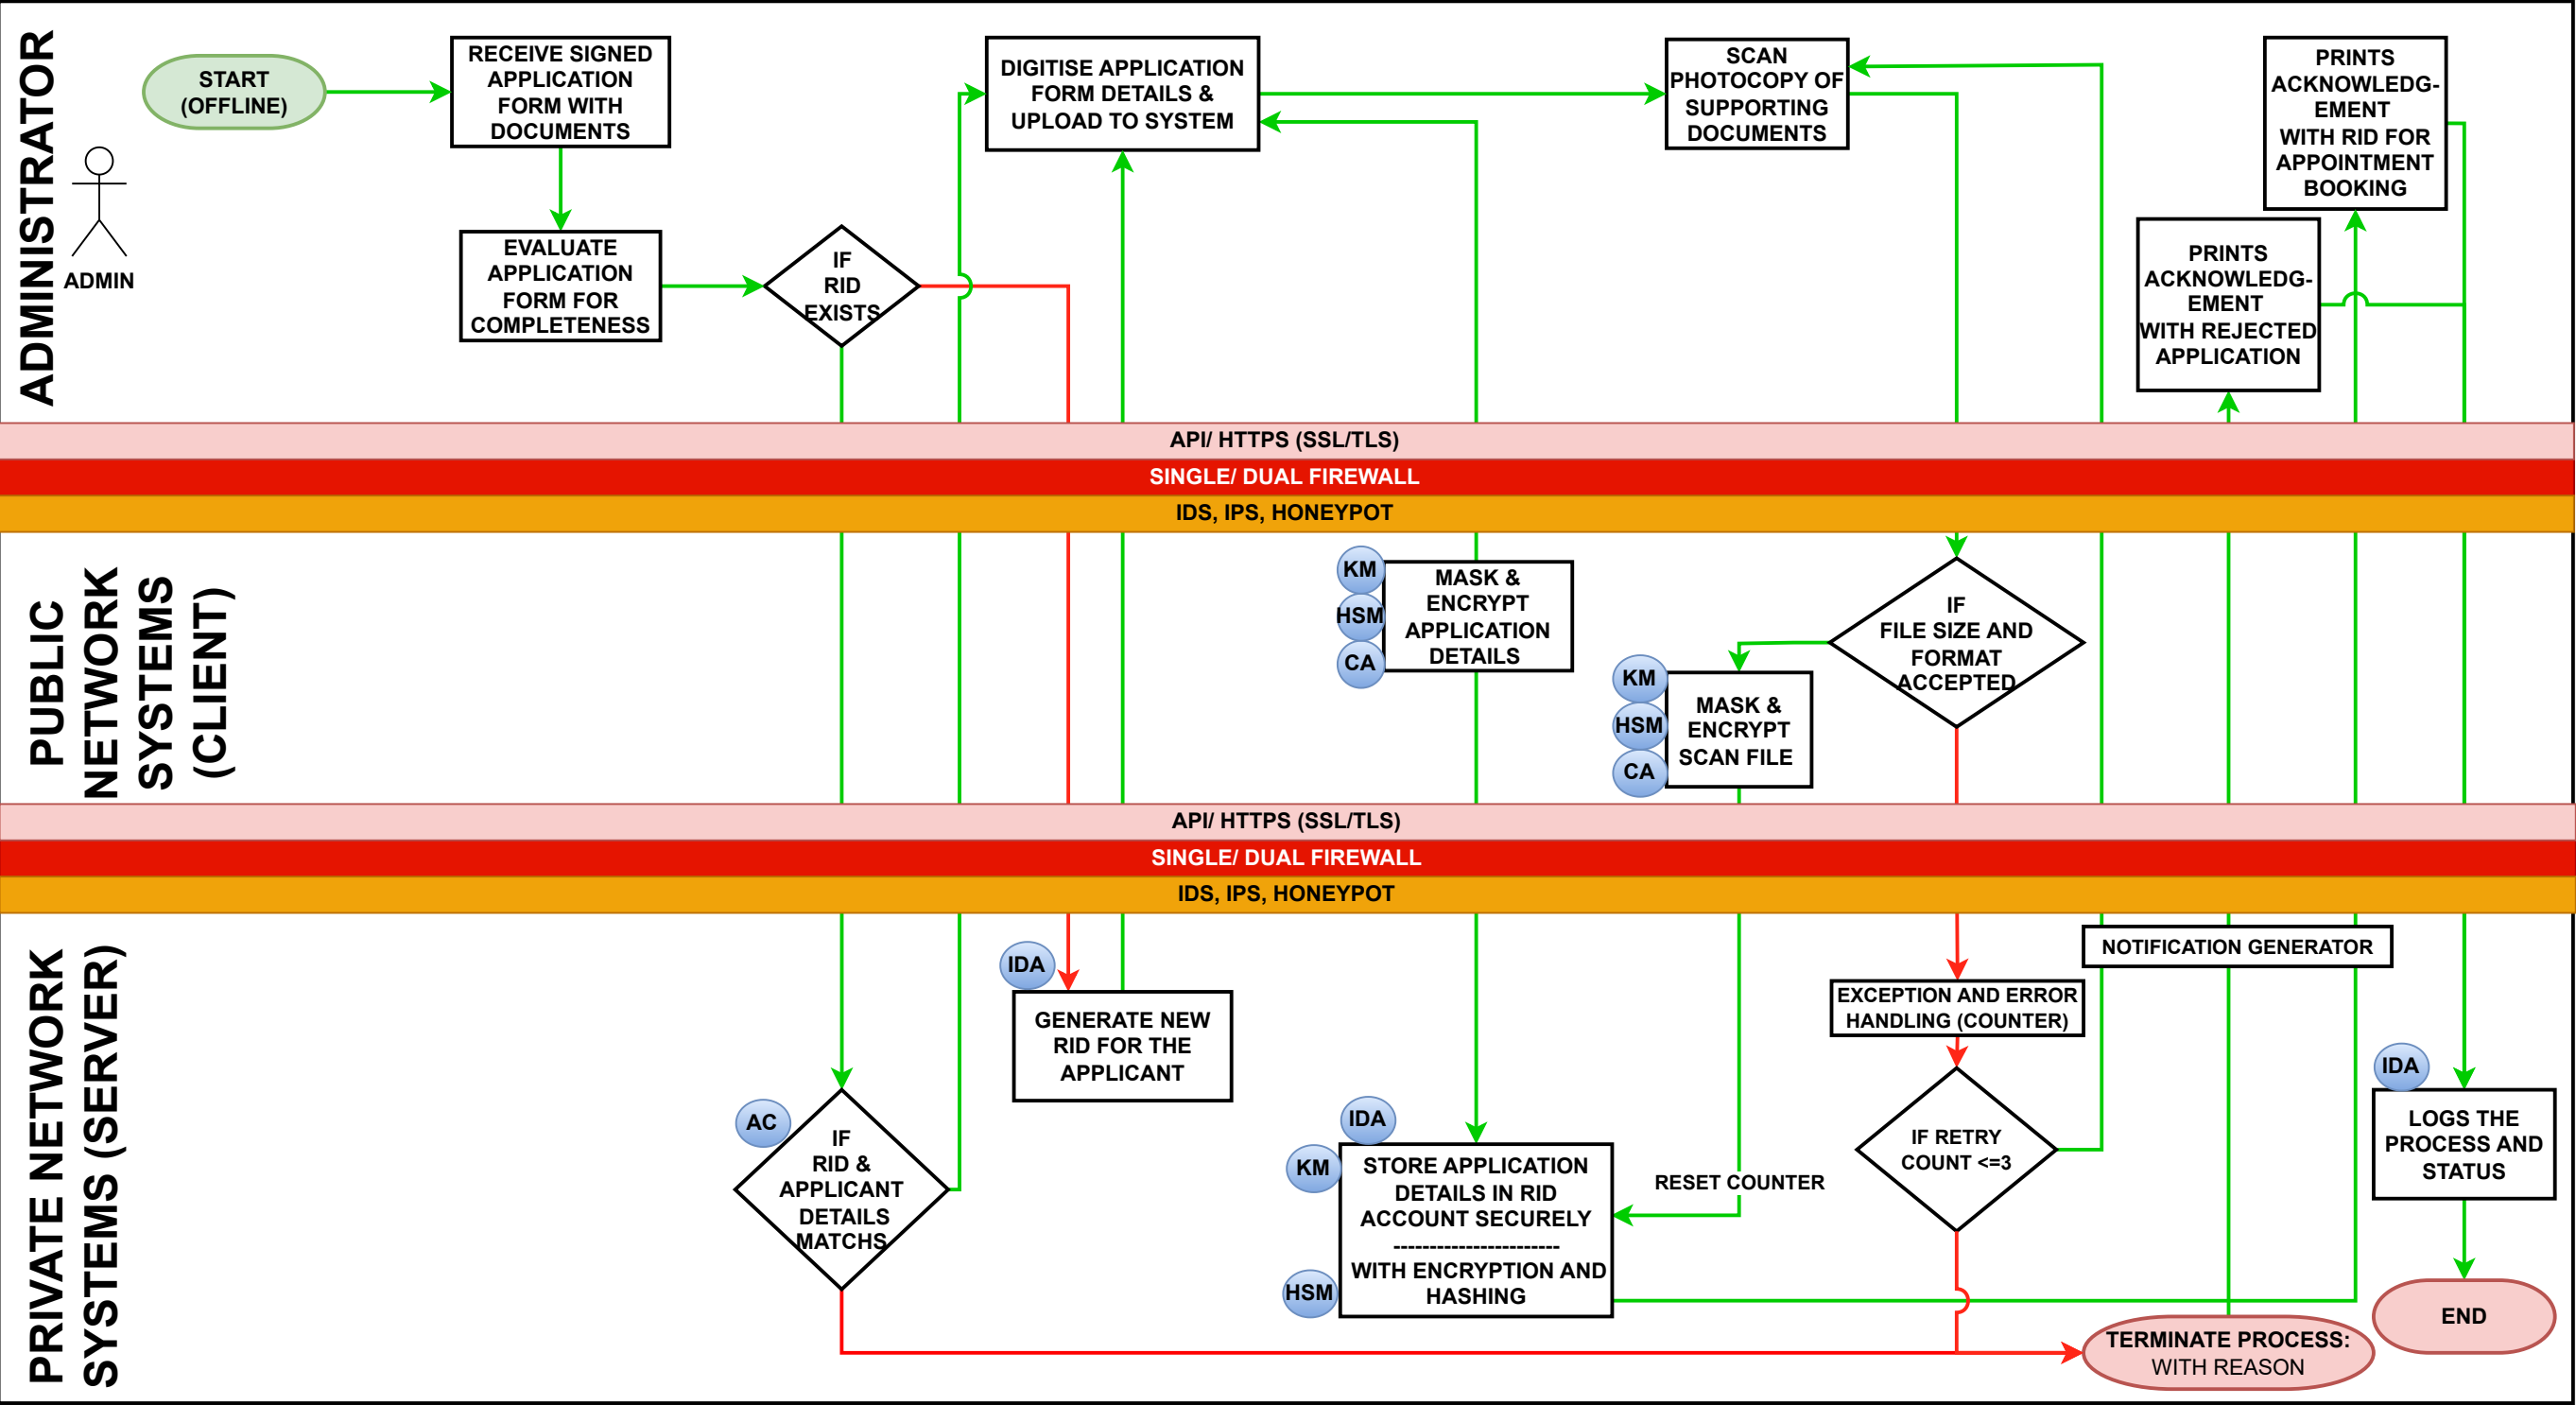 ADMINISTRATOR
START
(OFFLINE)
ADMIN
RECEIVE SIGNED
APPLICATION
FORM WITH
DOCUMENTS
EVALUATE
APPLICATION
FORM FOR
COMPLETENESS
IF
RID
EXISTS
DIGITISE APPLICATION
FORM DETAILS &
UPLOAD TO SYSTEM
SCAN
PHOTOCOPY OF
SUPPORTING
DOCUMENTS
PRINTS
ACKNOWLEDG-
EMENT
WITH RID FOR
APPOINTMENT
BOOKING
PRINTS
ACKNOWLEDG-
EMENT
WITH REJECTED
APPLICATION
API/ HTTPS (SSL/TLS)
SINGLE/ DUAL FIREWALL
IDS, IPS, HONEYPOT
PUBLIC
NETWORK
SYSTEMS
(CLIENT)
KM
HSM
CA
MASK &
ENCRYPT
APPLICATION
DETAILS
KM
HSM
CA
MASK &
ENCRYPT
SCAN FILE
IF
FILE SIZE AND
FORMAT
ACCEPTED
API/ HTTPS (SSL/TLS)
SINGLE/ DUAL FIREWALL
IDS, IPS, HONEYPOT
PRIVATE NETWORK
SYSTEMS (SERVER)
AC
IF
RID &
APPLICANT
DETAILS
MATCHS
IDA
GENERATE NEW
RID FOR THE
APPLICANT
IDA
KM
HSM
STORE APPLICATION
DETAILS IN RID
ACCOUNT SECURELY
-----------------------
WITH ENCRYPTION AND
HASHING
RESET COUNTER
EXCEPTION AND ERROR
HANDLING (COUNTER)
IF RETRY
COUNT <=3
NOTIFICATION GENERATOR
IDA
LOGS THE
PROCESS AND
STATUS
END
TERMINATE PROCESS:
WITH REASON